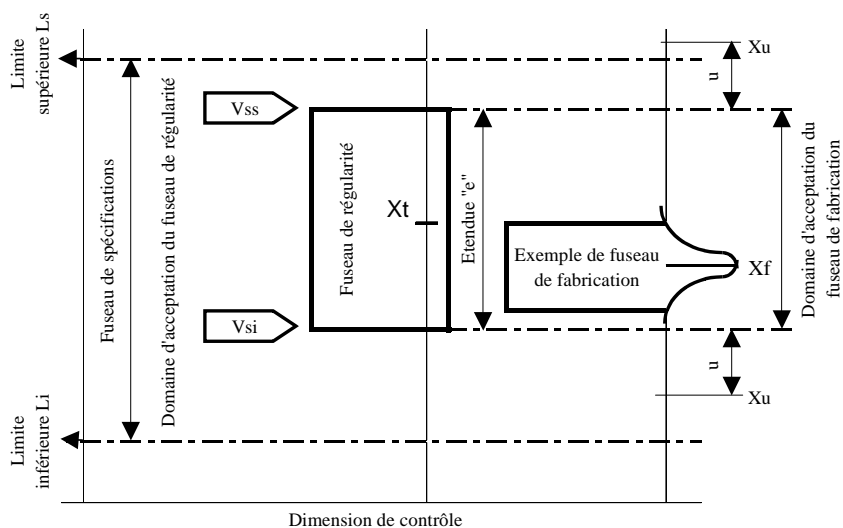 Limite
supérieure Ls
Xu
u
Vss
Fuseau de spécifications
Domaine d'acceptation du fuseau de régularité
Fuseau de régularité
Xt
Etendue "e"
Exemple de fuseau
de fabrication
Xf
Domaine d'acceptation du
fuseau de fabrication
Vsi
u
Xu
Limite
inférieure Li
Dimension de contrôle